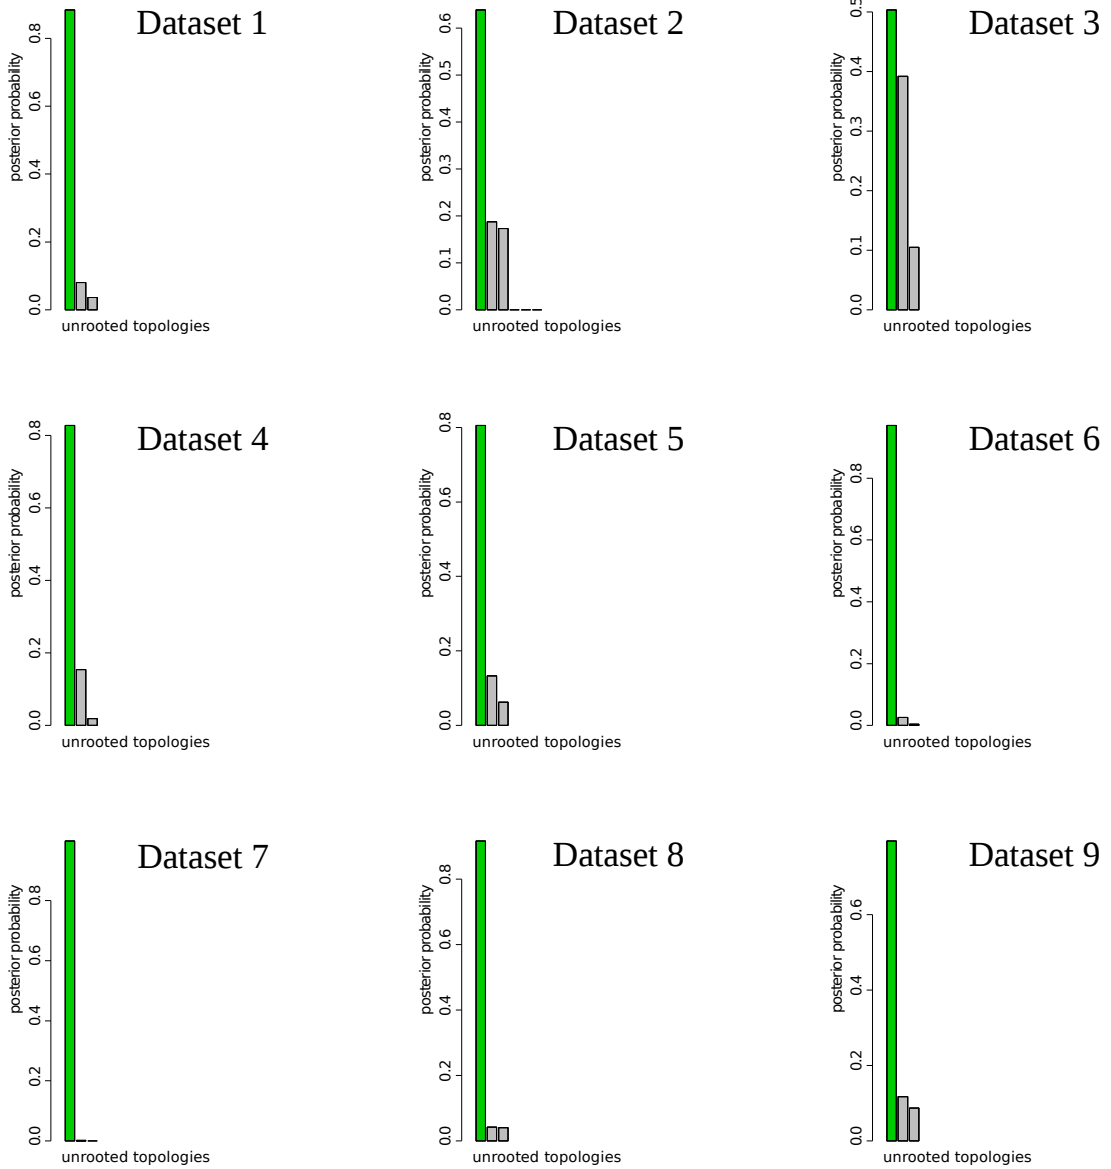 Dataset 1
posterior probability
0.0 0.2 0.4 0.6 0.8
unrooted topologies
Dataset 2
posterior probability
0.0 0.1 0.2 0.3 0.4 0.5 0.6
unrooted topologies
Dataset 3
posterior probability
0.0 0.1 0.2 0.3 0.4 0.5
unrooted topologies
Dataset 4
posterior probability
0.0 0.2 0.4 0.6 0.8
unrooted topologies
Dataset 5
posterior probability
0.0 0.2 0.4 0.6 0.8
unrooted topologies
Dataset 6
posterior probability
0.0 0.2 0.4 0.6 0.8
unrooted topologies
Dataset 7
posterior probability
0.0 0.2 0.4 0.6 0.8
unrooted topologies
Dataset 8
posterior probability
0.0 0.2 0.4 0.6 0.8
unrooted topologies
Dataset 9
posterior probability
0.0 0.2 0.4 0.6
unrooted topologies